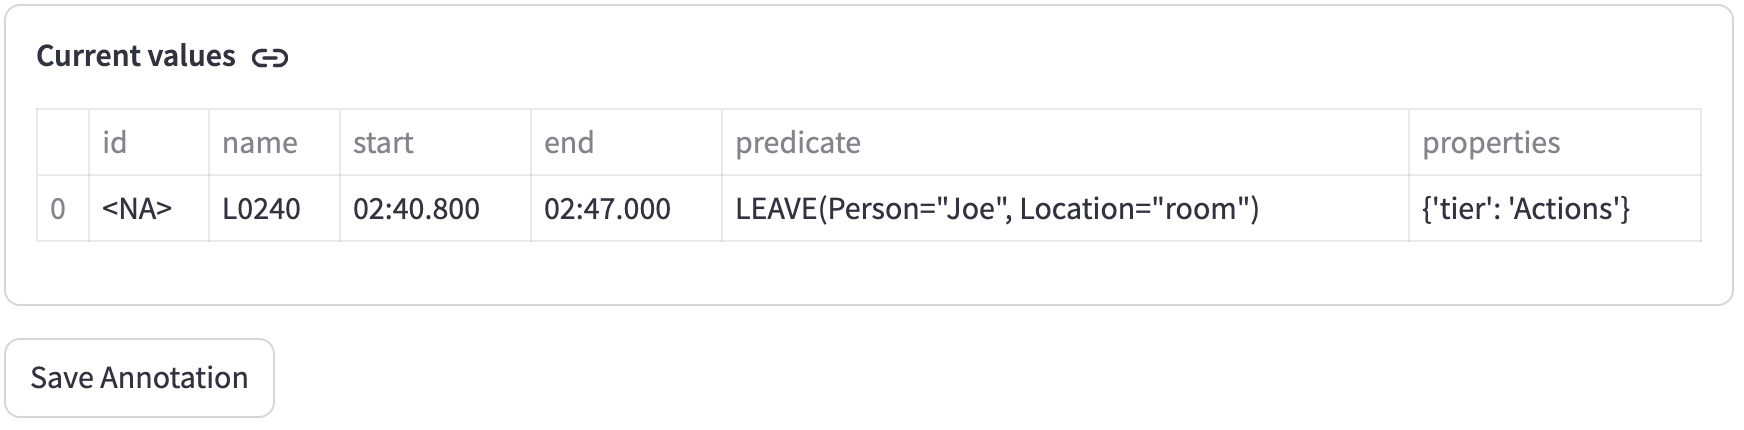 Current values
id name start end predicate properties
0 <NA> L0240 02:40.800 02:47.000 LEAVE(Person="Joe", Location="room") {'tier': 'Actions'}
Save Annotation